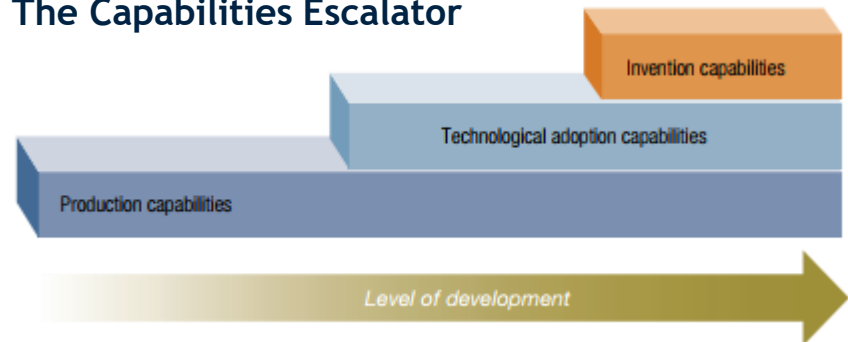 The Capabilities Escalator
Invention capabilities
Technological adoption capabilities
Production capabilities
Level of development